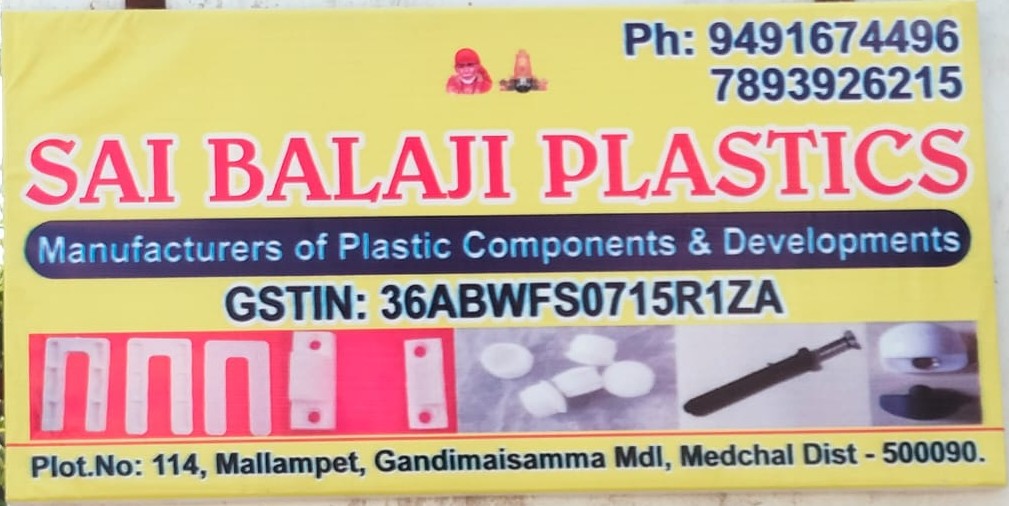 Ph: 9491674496
7893926215
SAI BALAJI PLASTICS
Manufacturers of Plastic Components & Developments
GSTIN: 36ABWFS0715R1ZA
Plot.No: 114, Mallampet, Gandimaisamma Mdl, Medchal Dist - 500090.